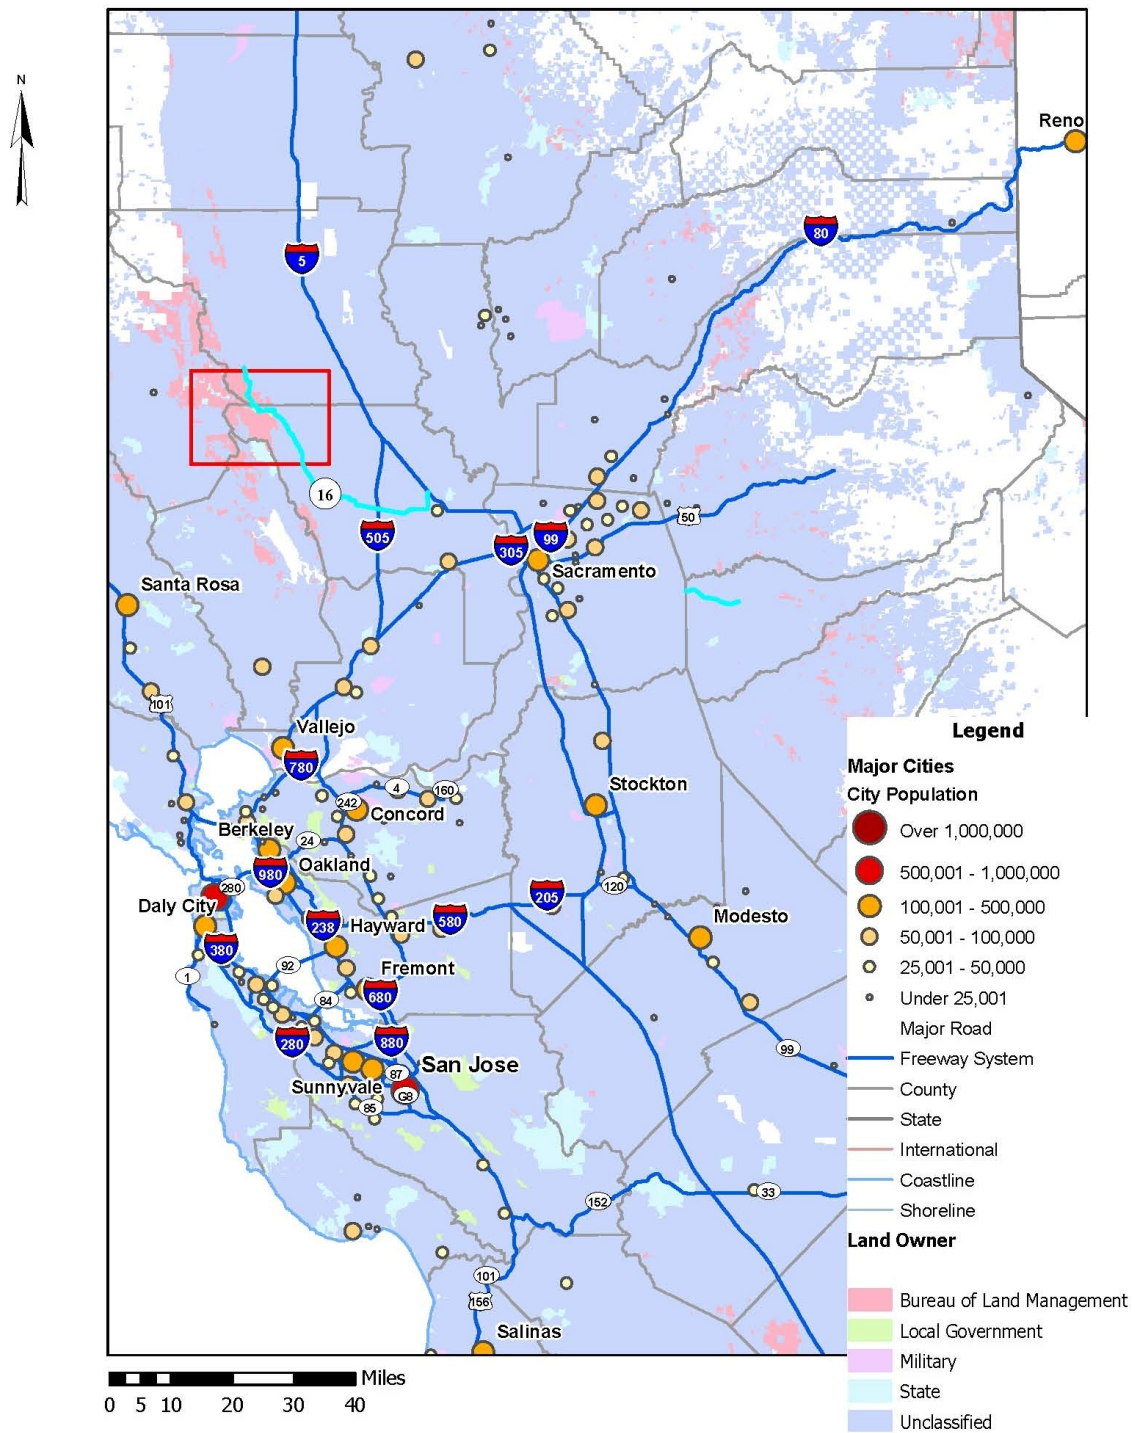 N
Reno
80
5
16
505
305
99
50
Sacramento
Santa Rosa
101
Vallejo
780
Stockton
242
4
160
Concord
Berkeley
24
Oakland
980
280
Daly City
238
Hayward
580
205
120
Modesto
380
92
Fremont
1
84
680
280
880
99
San Jose
87
Sunnyvale
G8
85
152
33
101
156
Salinas
Legend
Major Cities
City Population
Over 1,000,000
500,001 - 1,000,000
100,001 - 500,000
50,001 - 100,000
25,001 - 50,000
Under 25,001
Major Road
Freeway System
County
State
International
Coastline
Shoreline
Land Owner
Bureau of Land Management
Local Government
Military
State
Unclassified
Miles
0 5 10 20 30 40